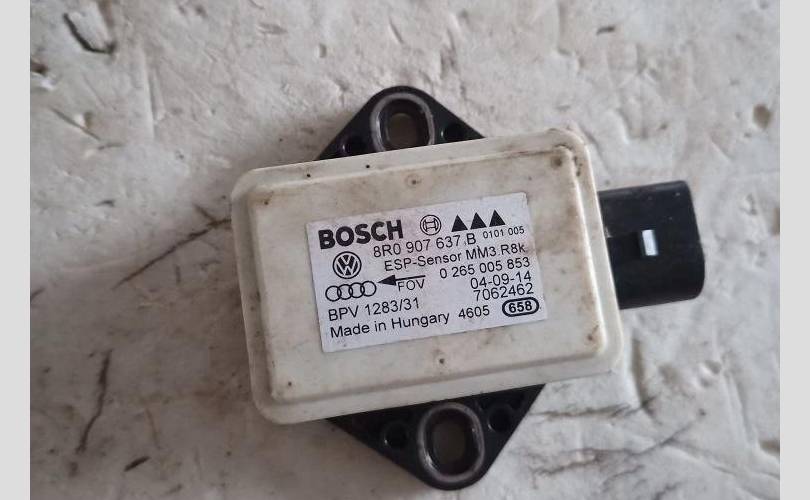 BOSCH
8R0 907 637 B 0101 005
ESP-Sensor MM3.R8k
FOV 0 265 005 853
04-09-14
BPV 1283/31 7062462
Made in Hungary 4605 658